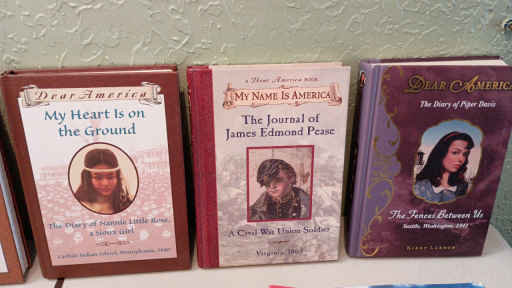 Dear America
My Heart Is on
the Ground
The Diary of Nannie Little Rose,
a Sioux Girl
Carlisle Indian School, Pennsylvania, 1880
a Dear America book
My Name Is America
The Journal of
James Edmond Pease
A Civil War Union Soldier
Virginia, 1863
Dear America
The Diary of Piper Davis
The Fences Between Us
Seattle, Washington, 1941
Kirby Larson